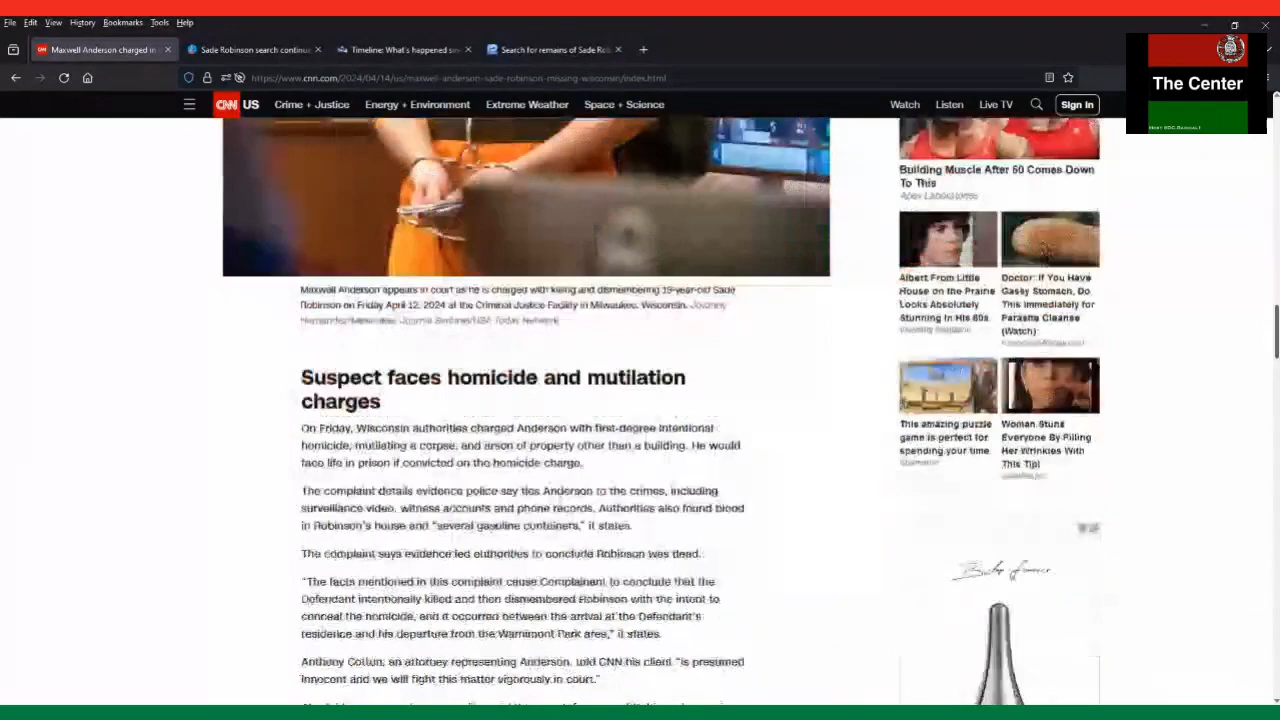 File Edit View History Bookmarks Tools Help
Maxwell Anderson charged in
Sade Robinson search continue
Timeline: What's happened sin
Search for remains of Sade Rob
https://www.cnn.com/2024/04/14/us/maxwell-anderson-sade-robinson-missing-wisconsin/index.html
The Center
CNN US Crime + Justice Energy + Environment Extreme Weather Space + Science Watch Listen Live TV Sign in
Maxwell Anderson appears in court as he is charged with killing and dismembering 19-year-old Sade
Robinson on Friday April 12, 2024 at the Criminal Justice Facility in Milwaukee, Wisconsin. Jovanny
Hernandez/Milwaukee Journal Sentinel/USA Today Network
Suspect faces homicide and mutilation
charges
On Friday, Wisconsin authorities charged Anderson with first-degree intentional
homicide, mutilating a corpse, and arson of property other than a building. He would
face life in prison if convicted on the homicide charge.
The complaint details evidence police say ties Anderson to the crimes, including
surveillance video, witness accounts and phone records. Authorities also found blood
in Robinson's house and "several gasoline containers," it states.
The complaint says evidence led authorities to conclude Robinson was dead.
"The facts mentioned in this complaint cause Complainant to conclude that the
Defendant intentionally killed and then dismembered Robinson with the intent to
conceal the homicide, and it occurred between the arrival at the Defendant's
residence and his departure from the Warnimont Park area," it states.
Anthony Cotton, an attorney representing Anderson, told CNN his client "is presumed
innocent and we will fight this matter vigorously in court."
Building Muscle After 60 Comes Down
To This
Apex Laboratories
Albert From Little
House on the Prairie
Looks Absolutely
Stunning In His 60s
Doctor: If You Have
Gassy Stomach, Do
This Immediately for
Parasite Cleanse
(Watch)
This amazing puzzle
game is perfect for
spending your time
Woman Stuns
Everyone By Filling
Her Wrinkles With
This Tip!